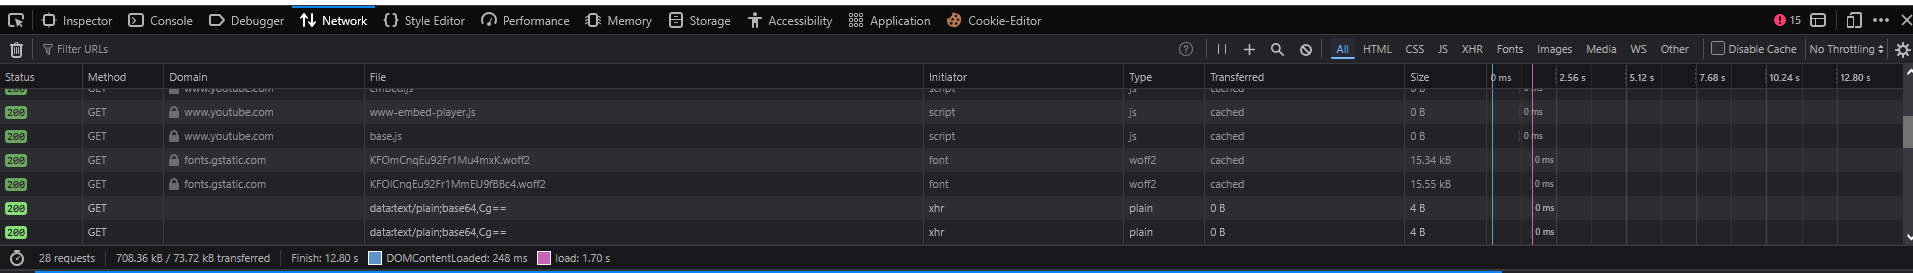 Inspector Console Debugger Network Style Editor Performance Memory Storage Accessibility Application Cookie-Editor 15
Filter URLs ? All HTML CSS JS XHR Fonts Images Media WS Other Disable Cache No Throttling
Status Method Domain File Initiator Type Transferred Size 0 ms 2.56 s 5.12 s 7.68 s 10.24 s 12.80 s
200 GET www.youtube.com embed.js script js cached 0 B 0 ms
200 GET www.youtube.com www-embed-player.js script js cached 0 B 0 ms
200 GET www.youtube.com base.js script js cached 0 B 0 ms
200 GET fonts.gstatic.com KFOmCnqEu92Fr1Mu4mxK.woff2 font woff2 cached 15.34 kB 0 ms
200 GET fonts.gstatic.com KFOlCnqEu92Fr1MmEU9fBBc4.woff2 font woff2 cached 15.55 kB 0 ms
200 GET data:text/plain;base64,Cg== xhr plain 0 B 4 B 0 ms
200 GET data:text/plain;base64,Cg== xhr plain 0 B 4 B 0 ms
28 requests 708.36 kB / 73.72 kB transferred Finish: 12.80 s DOMContentLoaded: 248 ms load: 1.70 s